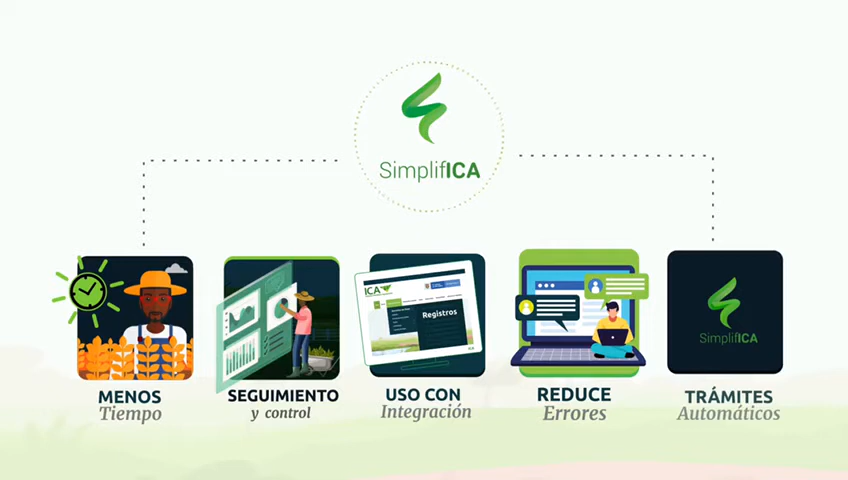 SimplifICA
ICA
Registros
SimplifICA
MENOS
Tiempo
SEGUIMIENTO
y control
USO CON
Integración
REDUCE
Errores
TRÁMITES
Automáticos